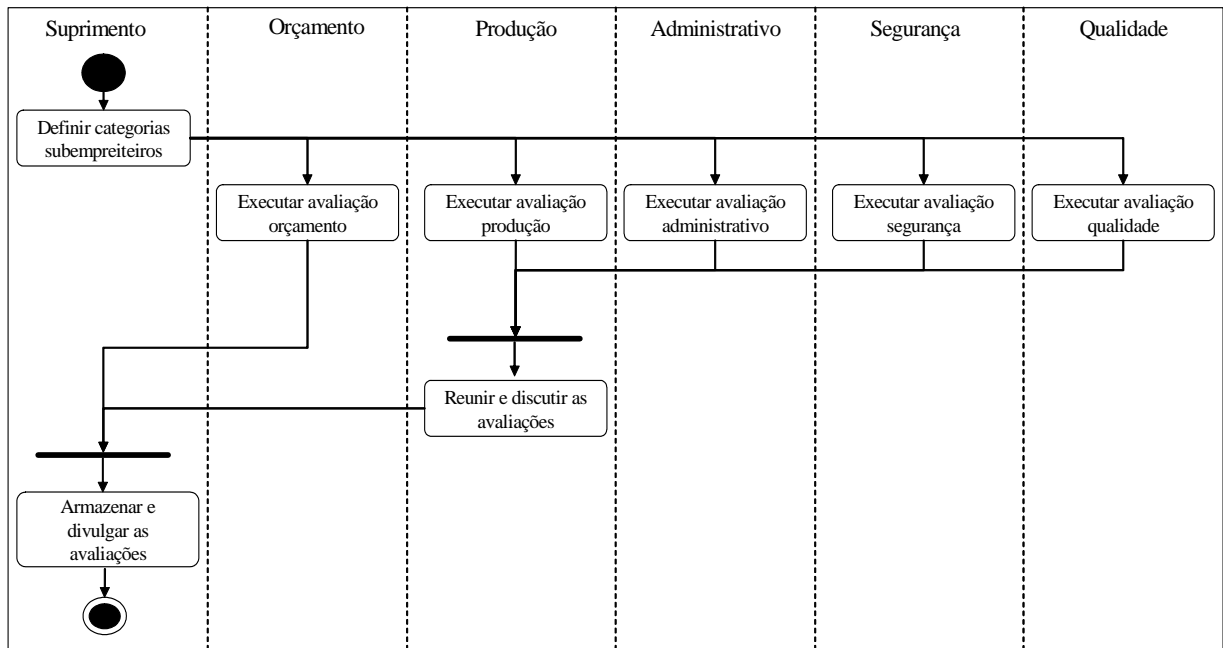 Suprimento
Orçamento
Produção
Administrativo
Segurança
Qualidade
Definir categorias
subempreiteiros
Executar avaliação
orçamento
Executar avaliação
produção
Executar avaliação
administrativo
Executar avaliação
segurança
Executar avaliação
qualidade
Reunir e discutir as
avaliações
Armazenar e
divulgar as
avaliações